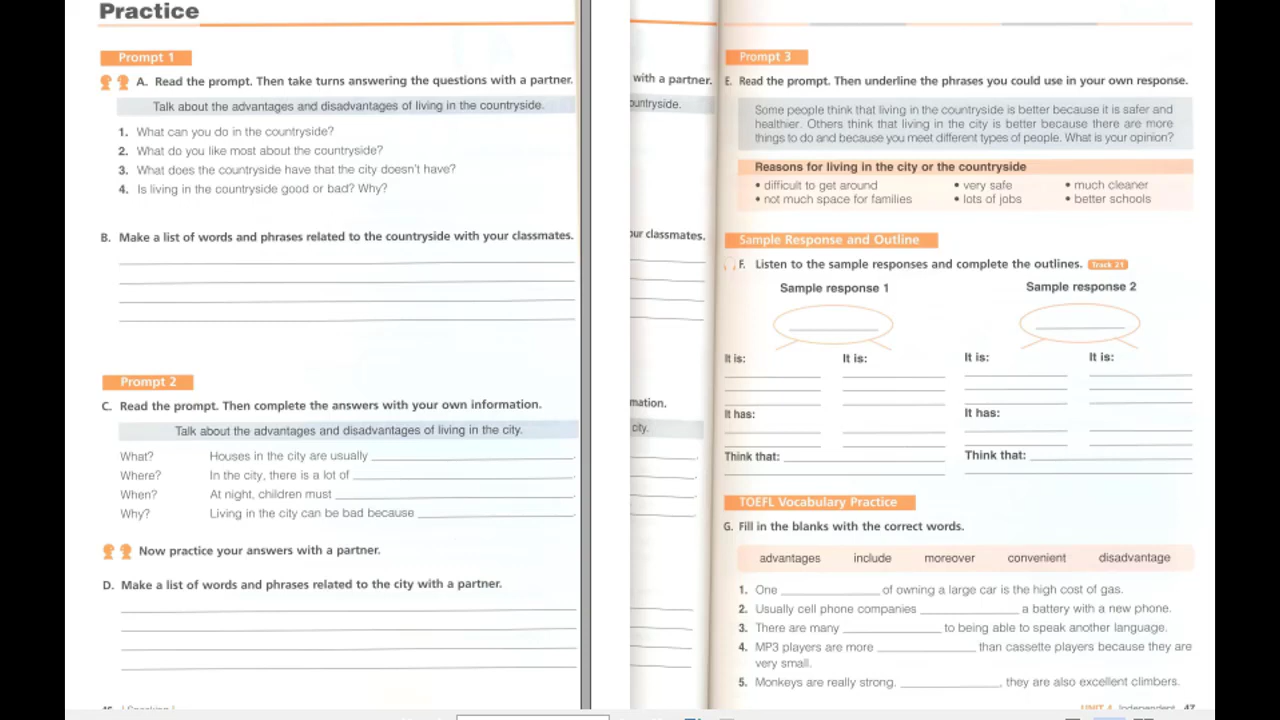 Practice
Prompt 1
A. Read the prompt. Then take turns answering the questions with a partner.
Talk about the advantages and disadvantages of living in the countryside.
1. What can you do in the countryside?
2. What do you like most about the countryside?
3. What does the countryside have that the city doesn't have?
4. Is living in the countryside good or bad? Why?
B. Make a list of words and phrases related to the countryside with your classmates.
Prompt 2
C. Read the prompt. Then complete the answers with your own information.
Talk about the advantages and disadvantages of living in the city.
What? Houses in the city are usually
Where? In the city, there is a lot of
When? At night, children must
Why? Living in the city can be bad because
Now practice your answers with a partner.
D. Make a list of words and phrases related to the city with a partner.
with a partner.
countryside.
classmates.
city.
Prompt 3
E. Read the prompt. Then underline the phrases you could use in your own response.
Some people think that living in the countryside is better because it is safer and
healthier. Others think that living in the city is better because there are more
things to do and because you meet different types of people. What is your opinion?
Reasons for living in the city or the countryside
• difficult to get around • very safe • much cleaner
• not much space for families • lots of jobs • better schools
Sample Response and Outline
F. Listen to the sample responses and complete the outlines. Track 21
Sample response 1 Sample response 2
It is: It is: It is: It is:
It has: It has:
Think that: Think that:
TOEFL Vocabulary Practice
G. Fill in the blanks with the correct words.
advantages include moreover convenient disadvantage
1. One ____ of owning a large car is the high cost of gas.
2. Usually cell phone companies ____ a battery with a new phone.
3. There are many ____ to being able to speak another language.
4. MP3 players are more ____ than cassette players because they are
very small.
5. Monkeys are really strong. ____, they are also excellent climbers.
47